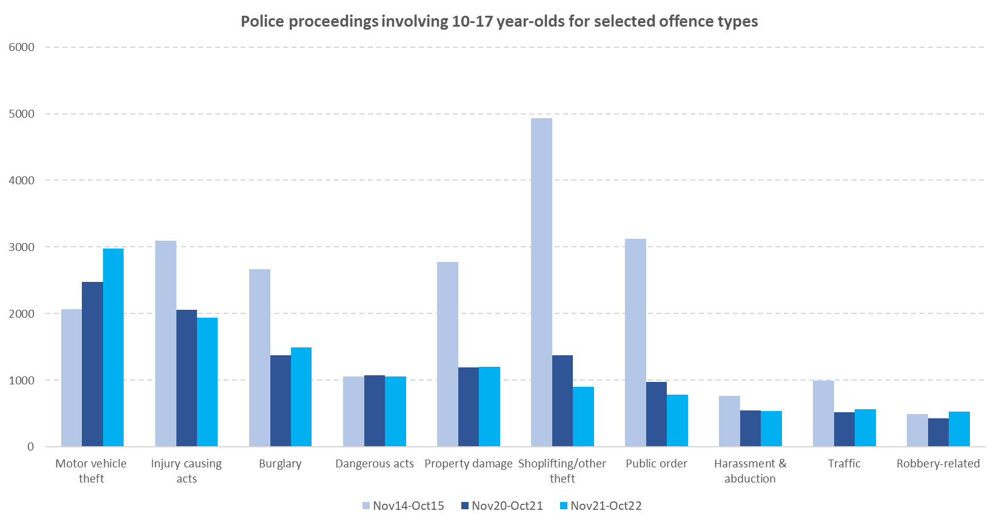 Police proceedings involving 10-17 year-olds for selected offence types
6000
5000
4000
3000
2000
1000
0
Motor vehicle
theft
Injury causing
acts
Burglary
Dangerous acts
Property damage
Shoplifting/other
theft
Public order
Harassment &
abduction
Traffic
Robbery-related
Nov14-Oct15
Nov20-Oct21
Nov21-Oct22